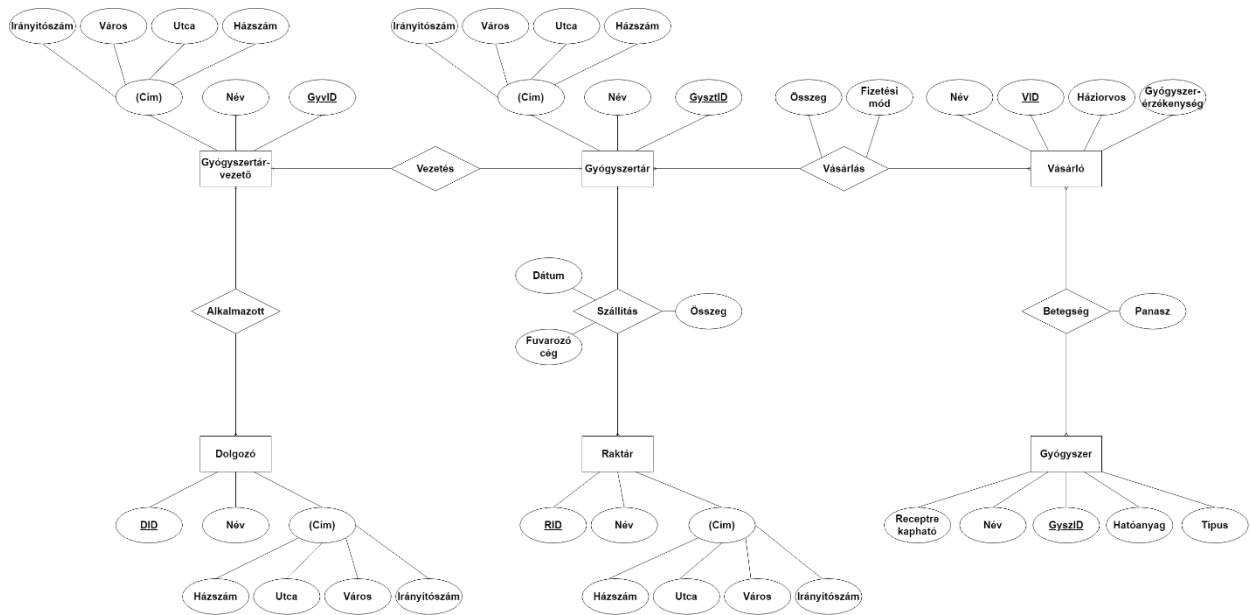 Irányítószám
Város
Utca
Házszám
Irányítószám
Város
Utca
Házszám
(Cím)
Név
GyvID
(Cím)
Név
GysztID
Összeg
Fizetési
mód
Név
VID
Háziorvos
Gyógyszer-
érzékenység
Gyógyszertár-
vezető
Vezetés
Gyógyszertár
Vásárlás
Vásárló
Dátum
Alkalmazott
Szállítás
Összeg
Betegség
Panasz
Fuvarozó
cég
Dolgozó
Raktár
Gyógyszer
DID
Név
(Cím)
RID
Név
(Cím)
Receptre
kapható
Név
GyszID
Hatóanyag
Típus
Házszám
Utca
Város
Irányítószám
Házszám
Utca
Város
Irányítószám